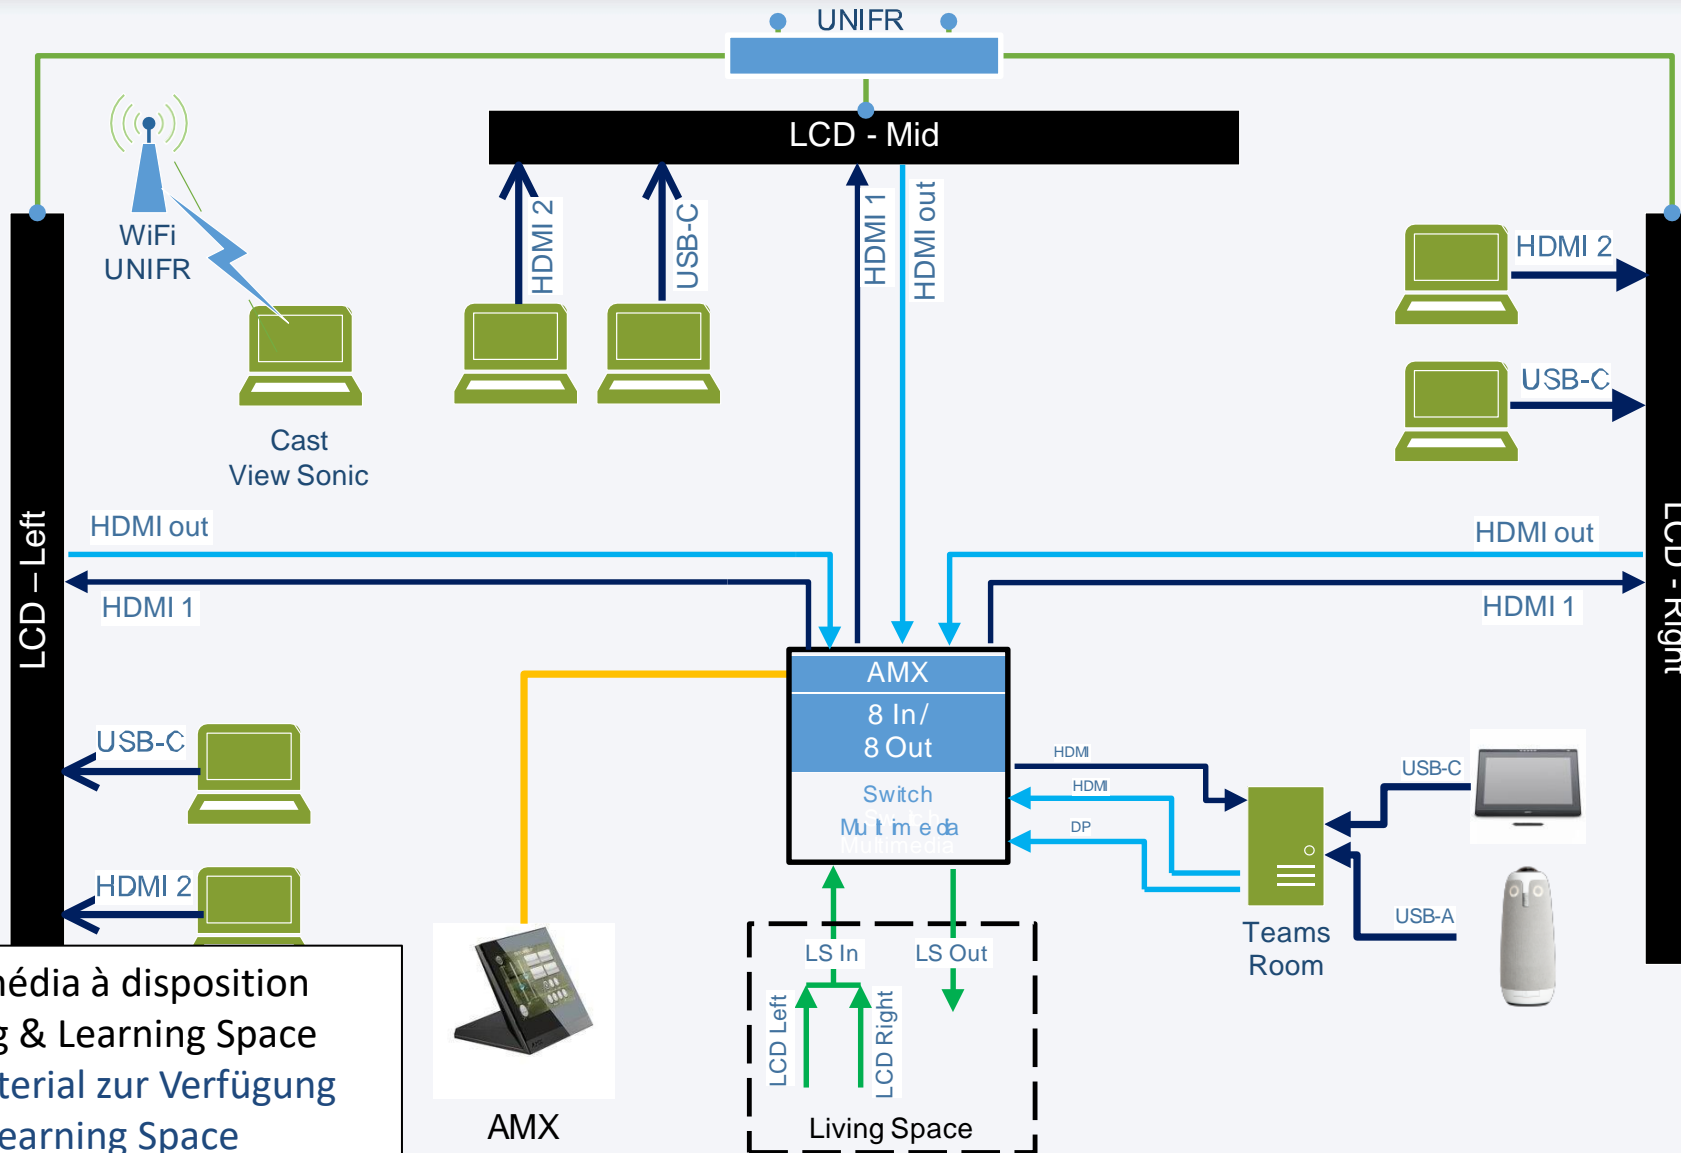 UNIFR
LCD - Mid
WiFi
UNIFR
HDMI 2
USB-C
HDMI 1
HDMI out
HDMI 2
USB-C
Cast
View Sonic
LCD – Left
HDMI out
HDMI 1
HDMI out
HDMI 1
LCD - Right
AMX
8 In/
8 Out
Switch
Multimedia
Switch
Multimedia
HDMI
HDMI
DP
USB-C
USB-A
Teams
Room
USB-C
HDMI 2
LS In
LS Out
LCD Left
LCD Right
Living Space
AMX
média à disposition
g & Learning Space
terial zur Verfügung
earning Space